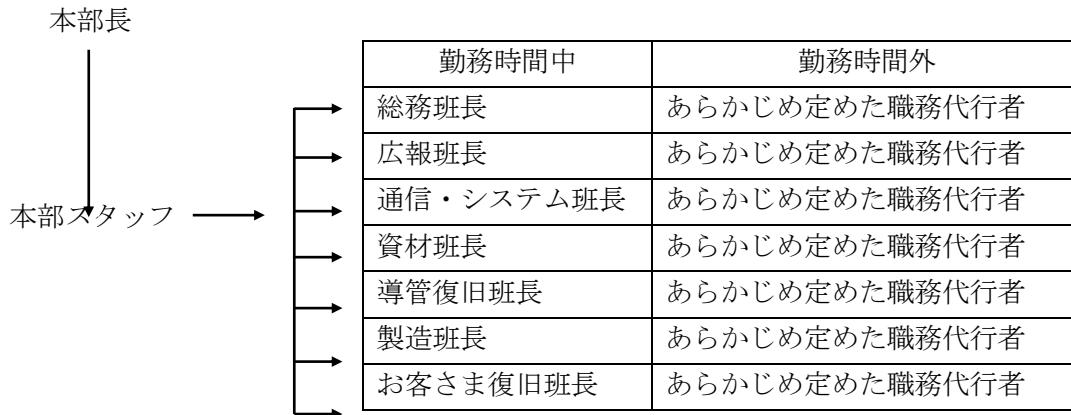 本部長
勤務時間中 勤務時間外
総務班長 あらかじめ定めた職務代行者
広報班長 あらかじめ定めた職務代行者
通信・システム班長 あらかじめ定めた職務代行者
本部スタッフ
資材班長 あらかじめ定めた職務代行者
導管復旧班長 あらかじめ定めた職務代行者
製造班長 あらかじめ定めた職務代行者
お客さま復旧班長 あらかじめ定めた職務代行者